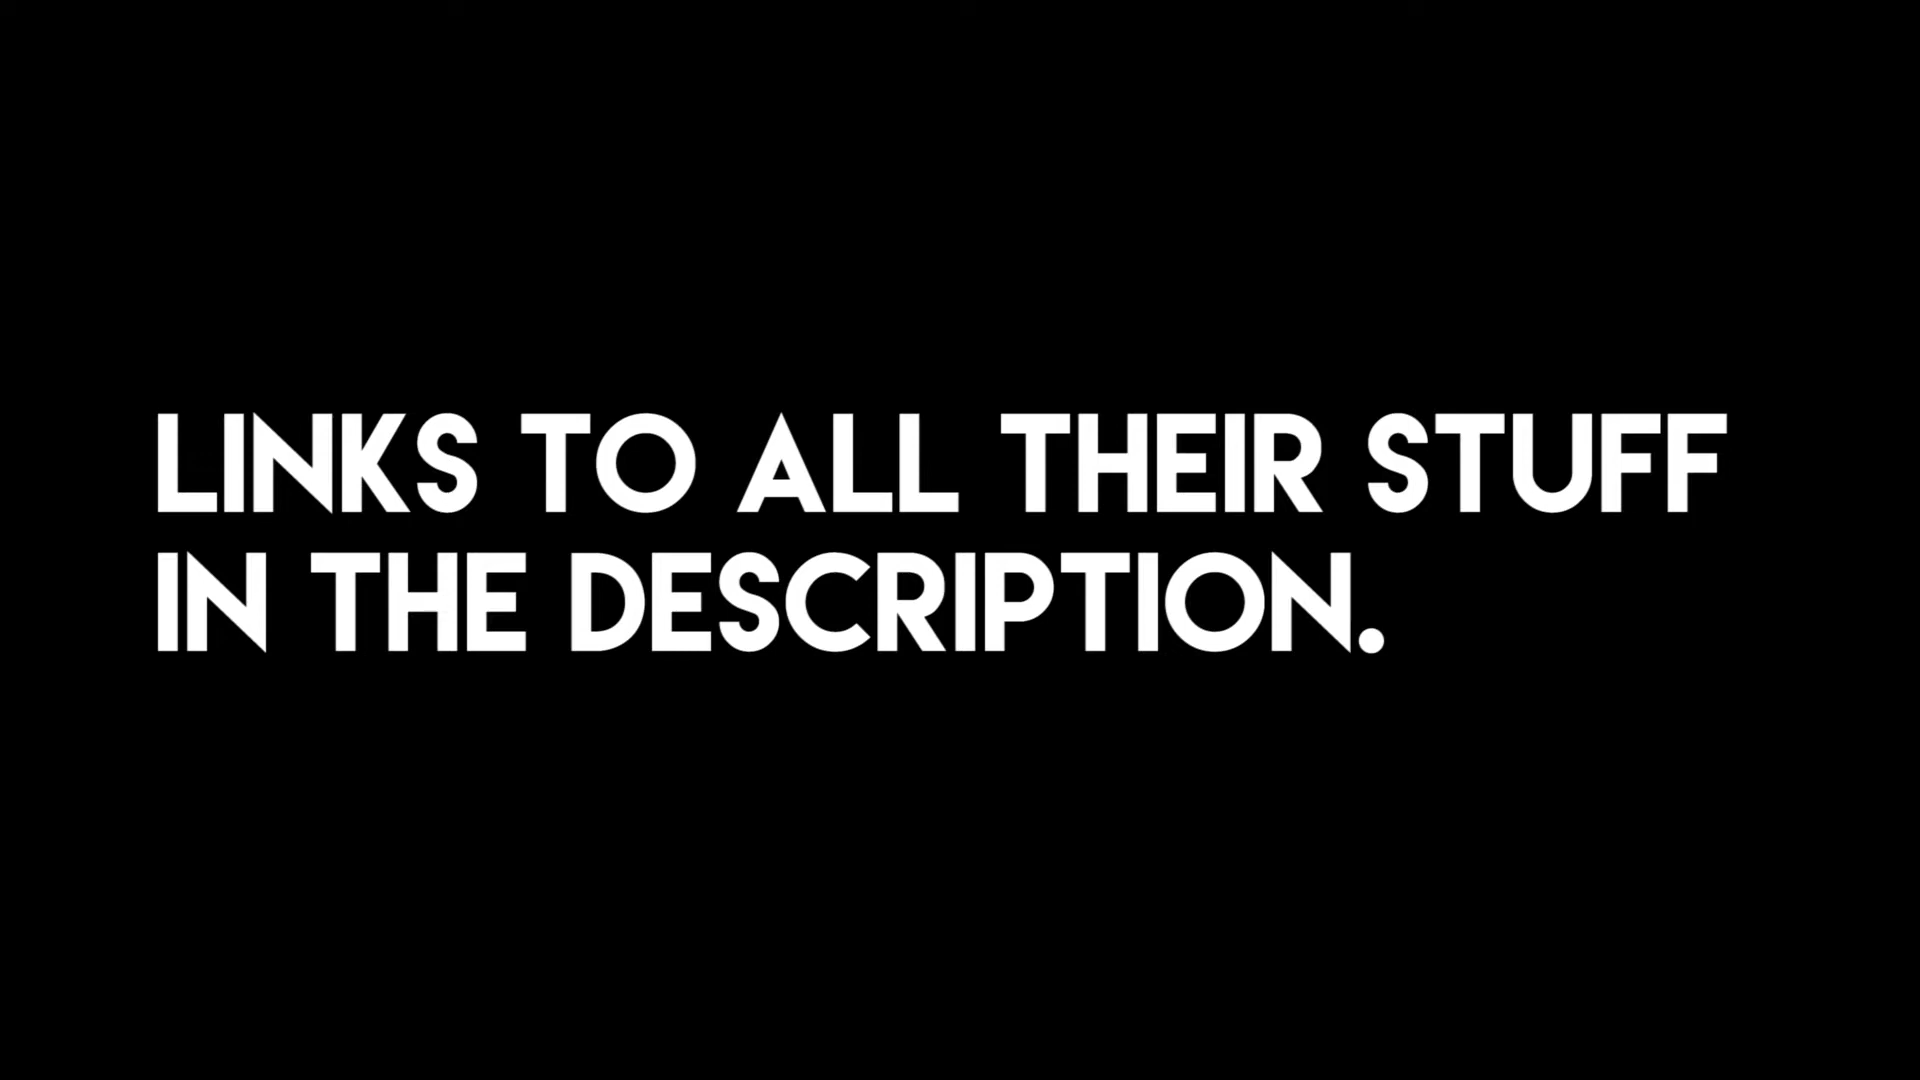 LINKS TO ALL THEIR STUFF
IN THE DESCRIPTION.